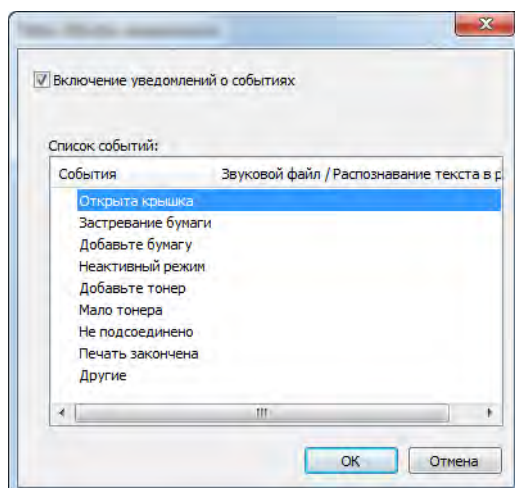 Включение уведомлений о событиях
Список событий:
События Звуковой файл / Распознавание текста в р
Открыта крышка
Застревание бумаги
Добавьте бумагу
Неактивный режим
Добавьте тонер
Мало тонера
Не подсоединено
Печать закончена
Другие
ОК Отмена